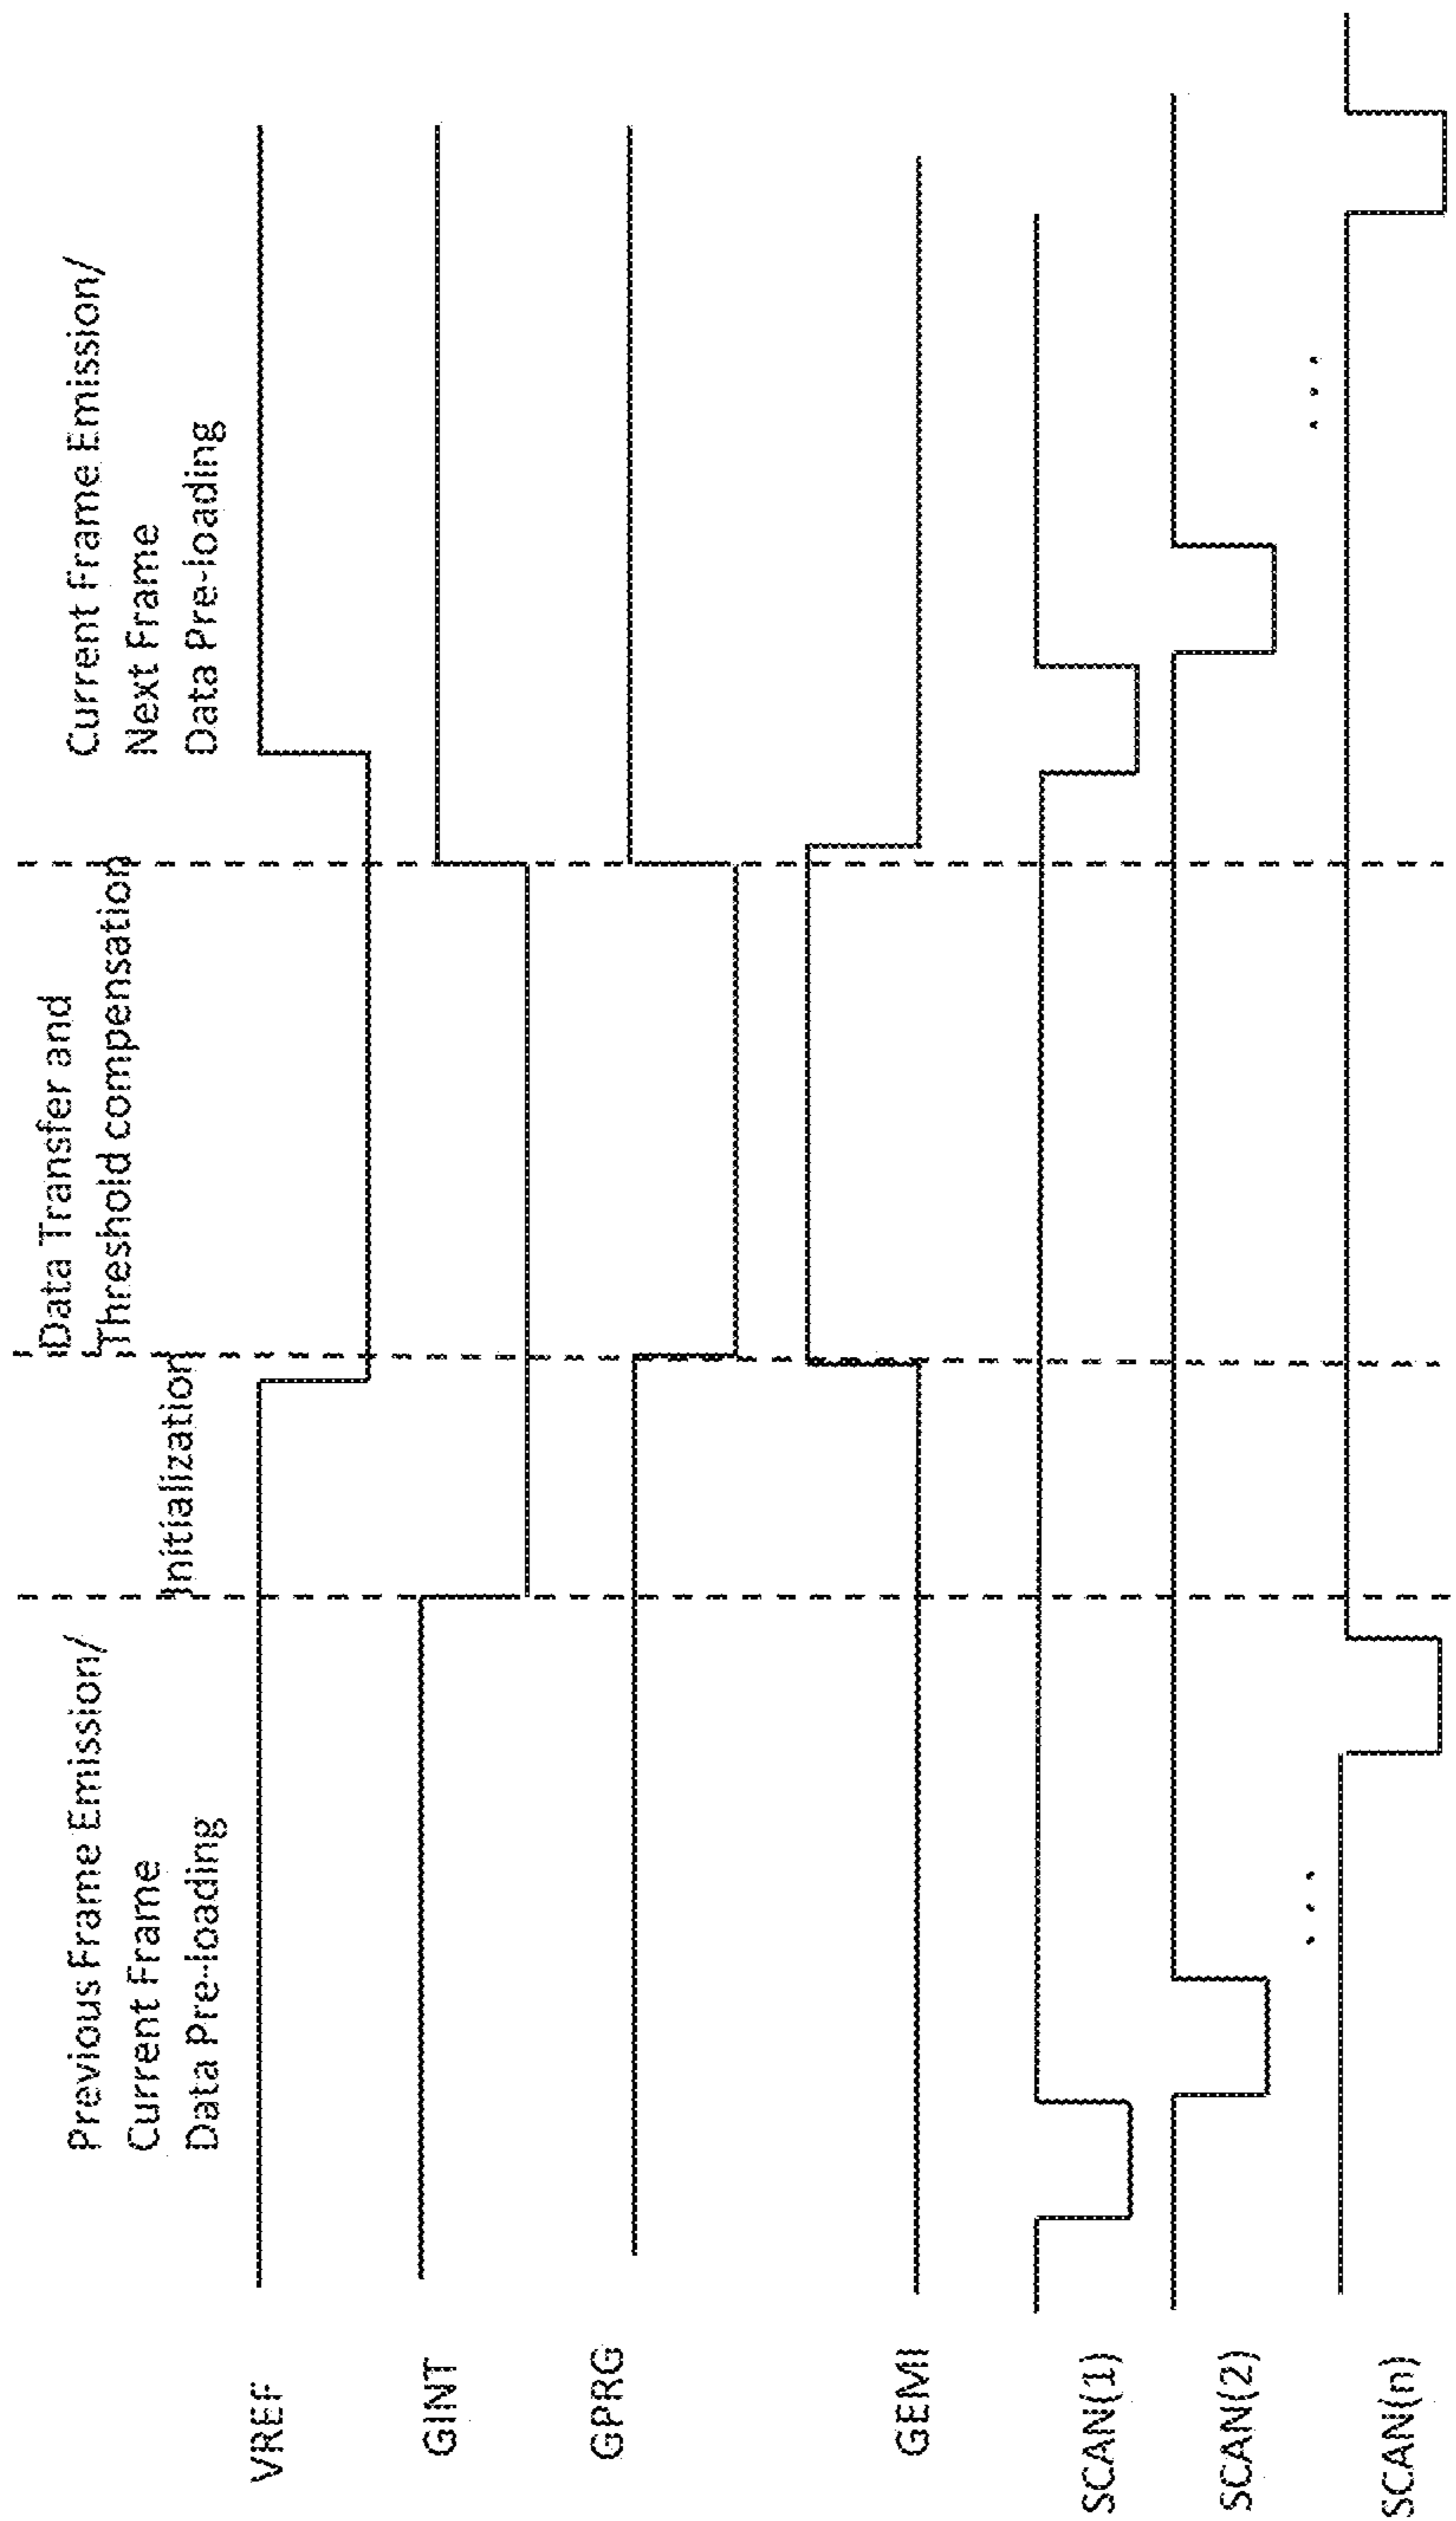 Previous Frame Emission/
Current Frame
Data Pre-loading
Initialization
Data Transfer and
Threshold compensation
Current Frame Emission/
Next Frame
Data Pre-loading
VREF
GINT
GPRG
GEMI
SCAN(1)
SCAN(2)
. . .
. . .
SCAN(n)